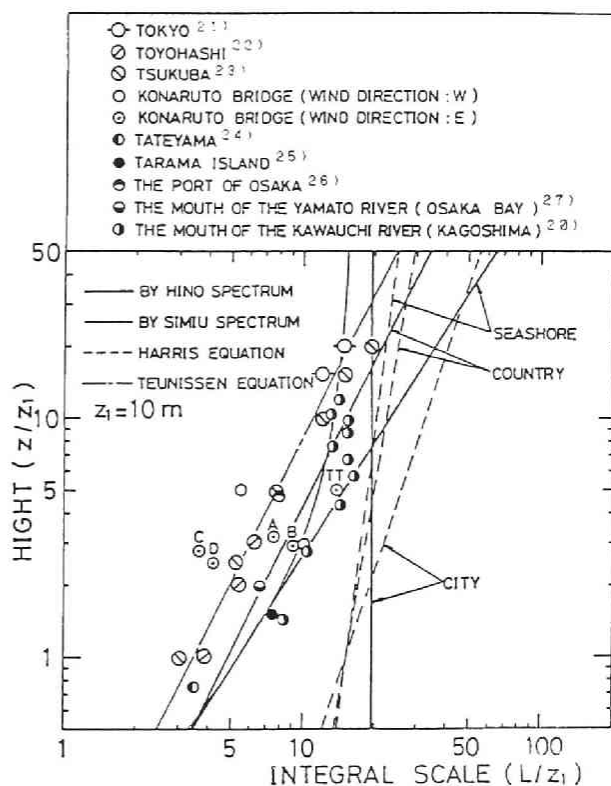 TOKYO 21)
TOYOHASHI 22)
TSUKUBA 23)
KONARUTO BRIDGE (WIND DIRECTION : W)
KONARUTO BRIDGE (WIND DIRECTION : E)
TATEYAMA 24)
TARAMA ISLAND 25)
THE PORT OF OSAKA 26)
THE MOUTH OF THE YAMATO RIVER (OSAKA BAY) 27)
THE MOUTH OF THE KAWAUCHI RIVER (KAGOSHIMA) 20)
50
BY HINO SPECTRUM
BY SIMIU SPECTRUM
HARRIS EQUATION
TEUNISSEN EQUATION
z1=10 m
SEASHORE
COUNTRY
10
5
TT
C
D
A
B
CITY
1
HIGHT (z/z1)
1 5 10 50 100
INTEGRAL SCALE (L/z1)